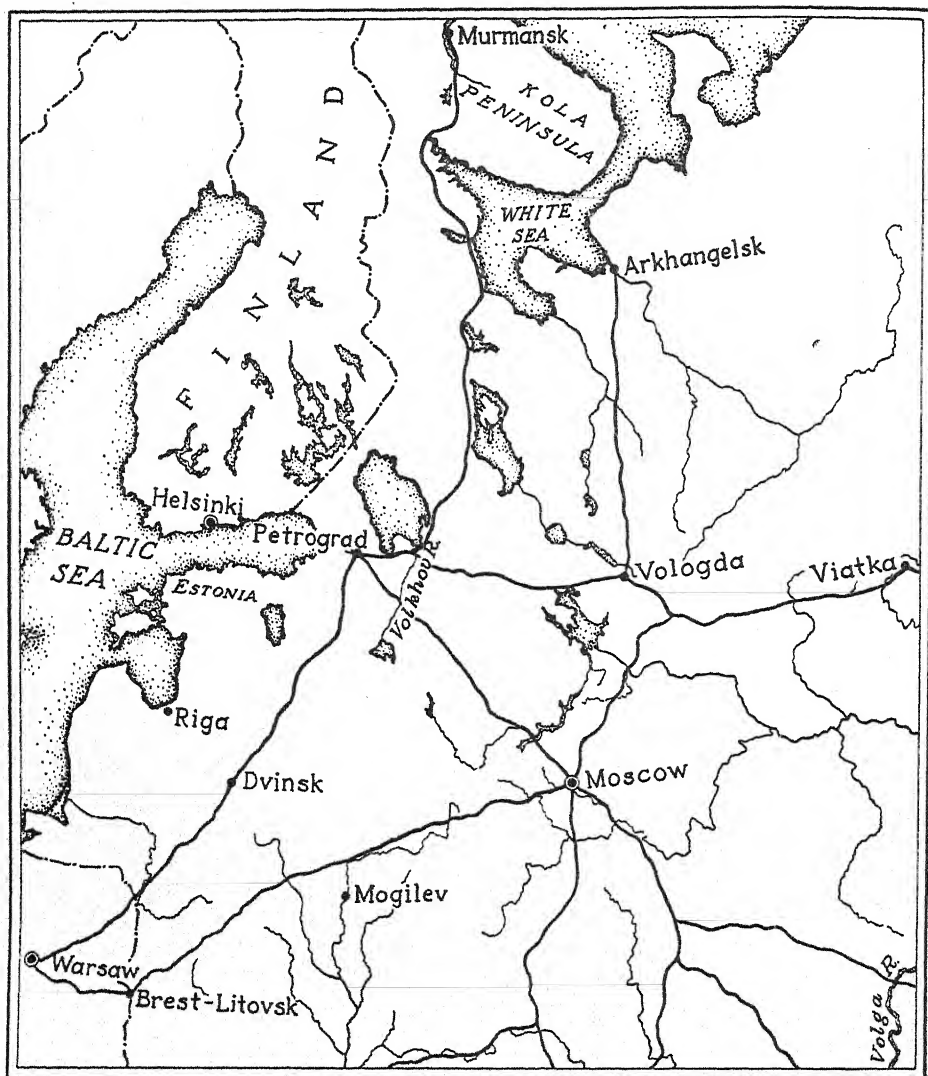 Murmansk
KOLA
PENINSULA
FINLAND
WHITE
SEA
Arkhangelsk
Helsinki
Petrograd
BALTIC
SEA
ESTONIA
Volkhov R.
Vologda
Viatka
Riga
Dvinsk
Moscow
Mogilev
Warsaw
Brest-Litovsk
Volga R.